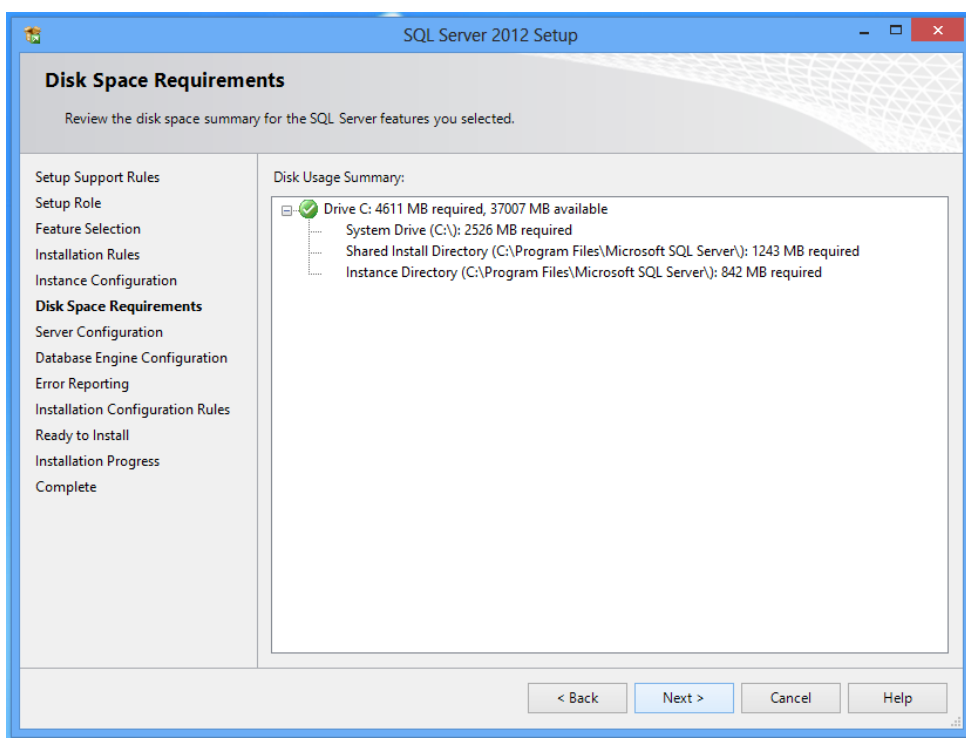 SQL Server 2012 Setup
Disk Space Requirements
Review the disk space summary for the SQL Server features you selected.
Setup Support Rules
Setup Role
Feature Selection
Installation Rules
Instance Configuration
Disk Space Requirements
Server Configuration
Database Engine Configuration
Error Reporting
Installation Configuration Rules
Ready to Install
Installation Progress
Complete
Disk Usage Summary:
Drive C: 4611 MB required, 37007 MB available
System Drive (C:\): 2526 MB required
Shared Install Directory (C:\Program Files\Microsoft SQL Server\): 1243 MB required
Instance Directory (C:\Program Files\Microsoft SQL Server\): 842 MB required
< Back Next > Cancel Help